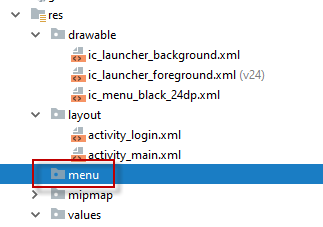 res
drawable
ic_launcher_background.xml
ic_launcher_foreground.xml (v24)
ic_menu_black_24dp.xml
layout
activity_login.xml
activity_main.xml
menu
mipmap
values